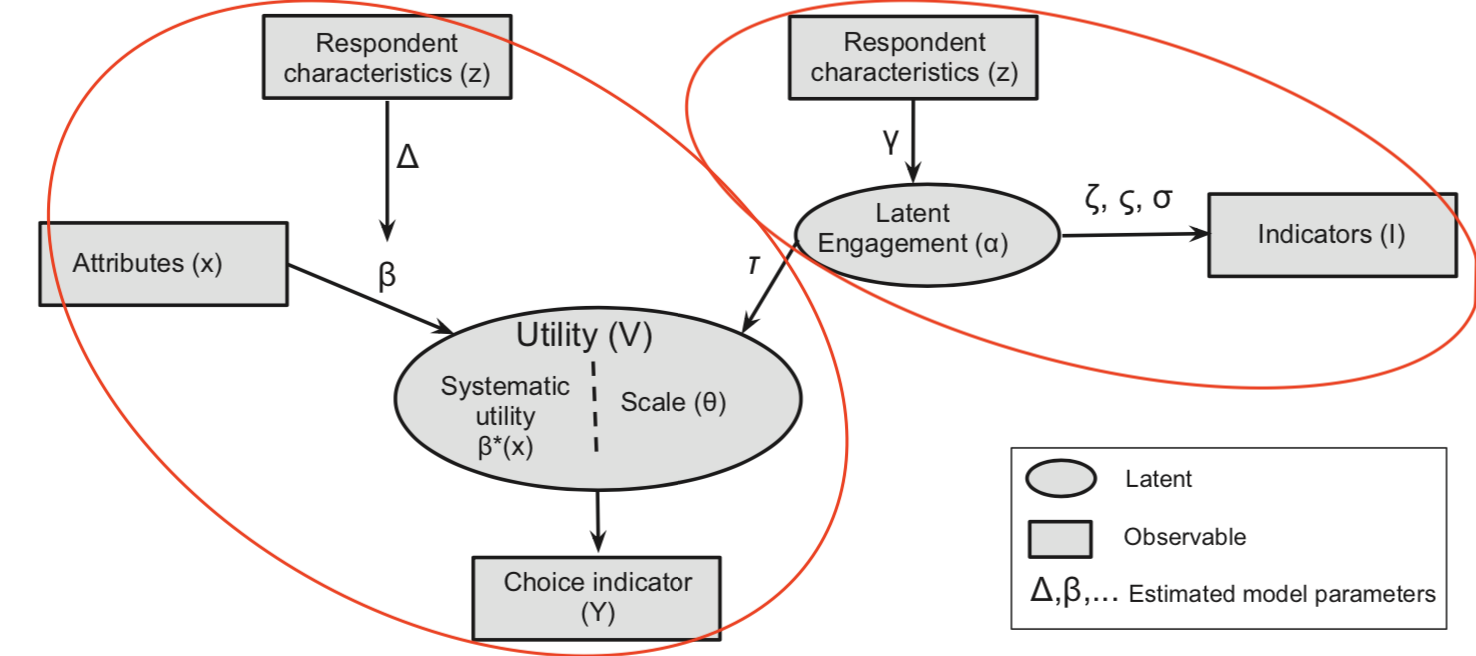 Respondent
characteristics (z)
Respondent
characteristics (z)
Δ
γ
Attributes (x)
β
Latent
Engagement (α)
ζ, ς, σ
Indicators (I)
τ
Utility (V)
Systematic
utility
β*(x)
Scale (θ)
Choice indicator
(Y)
Latent
Observable
Δ,β,... Estimated model parameters